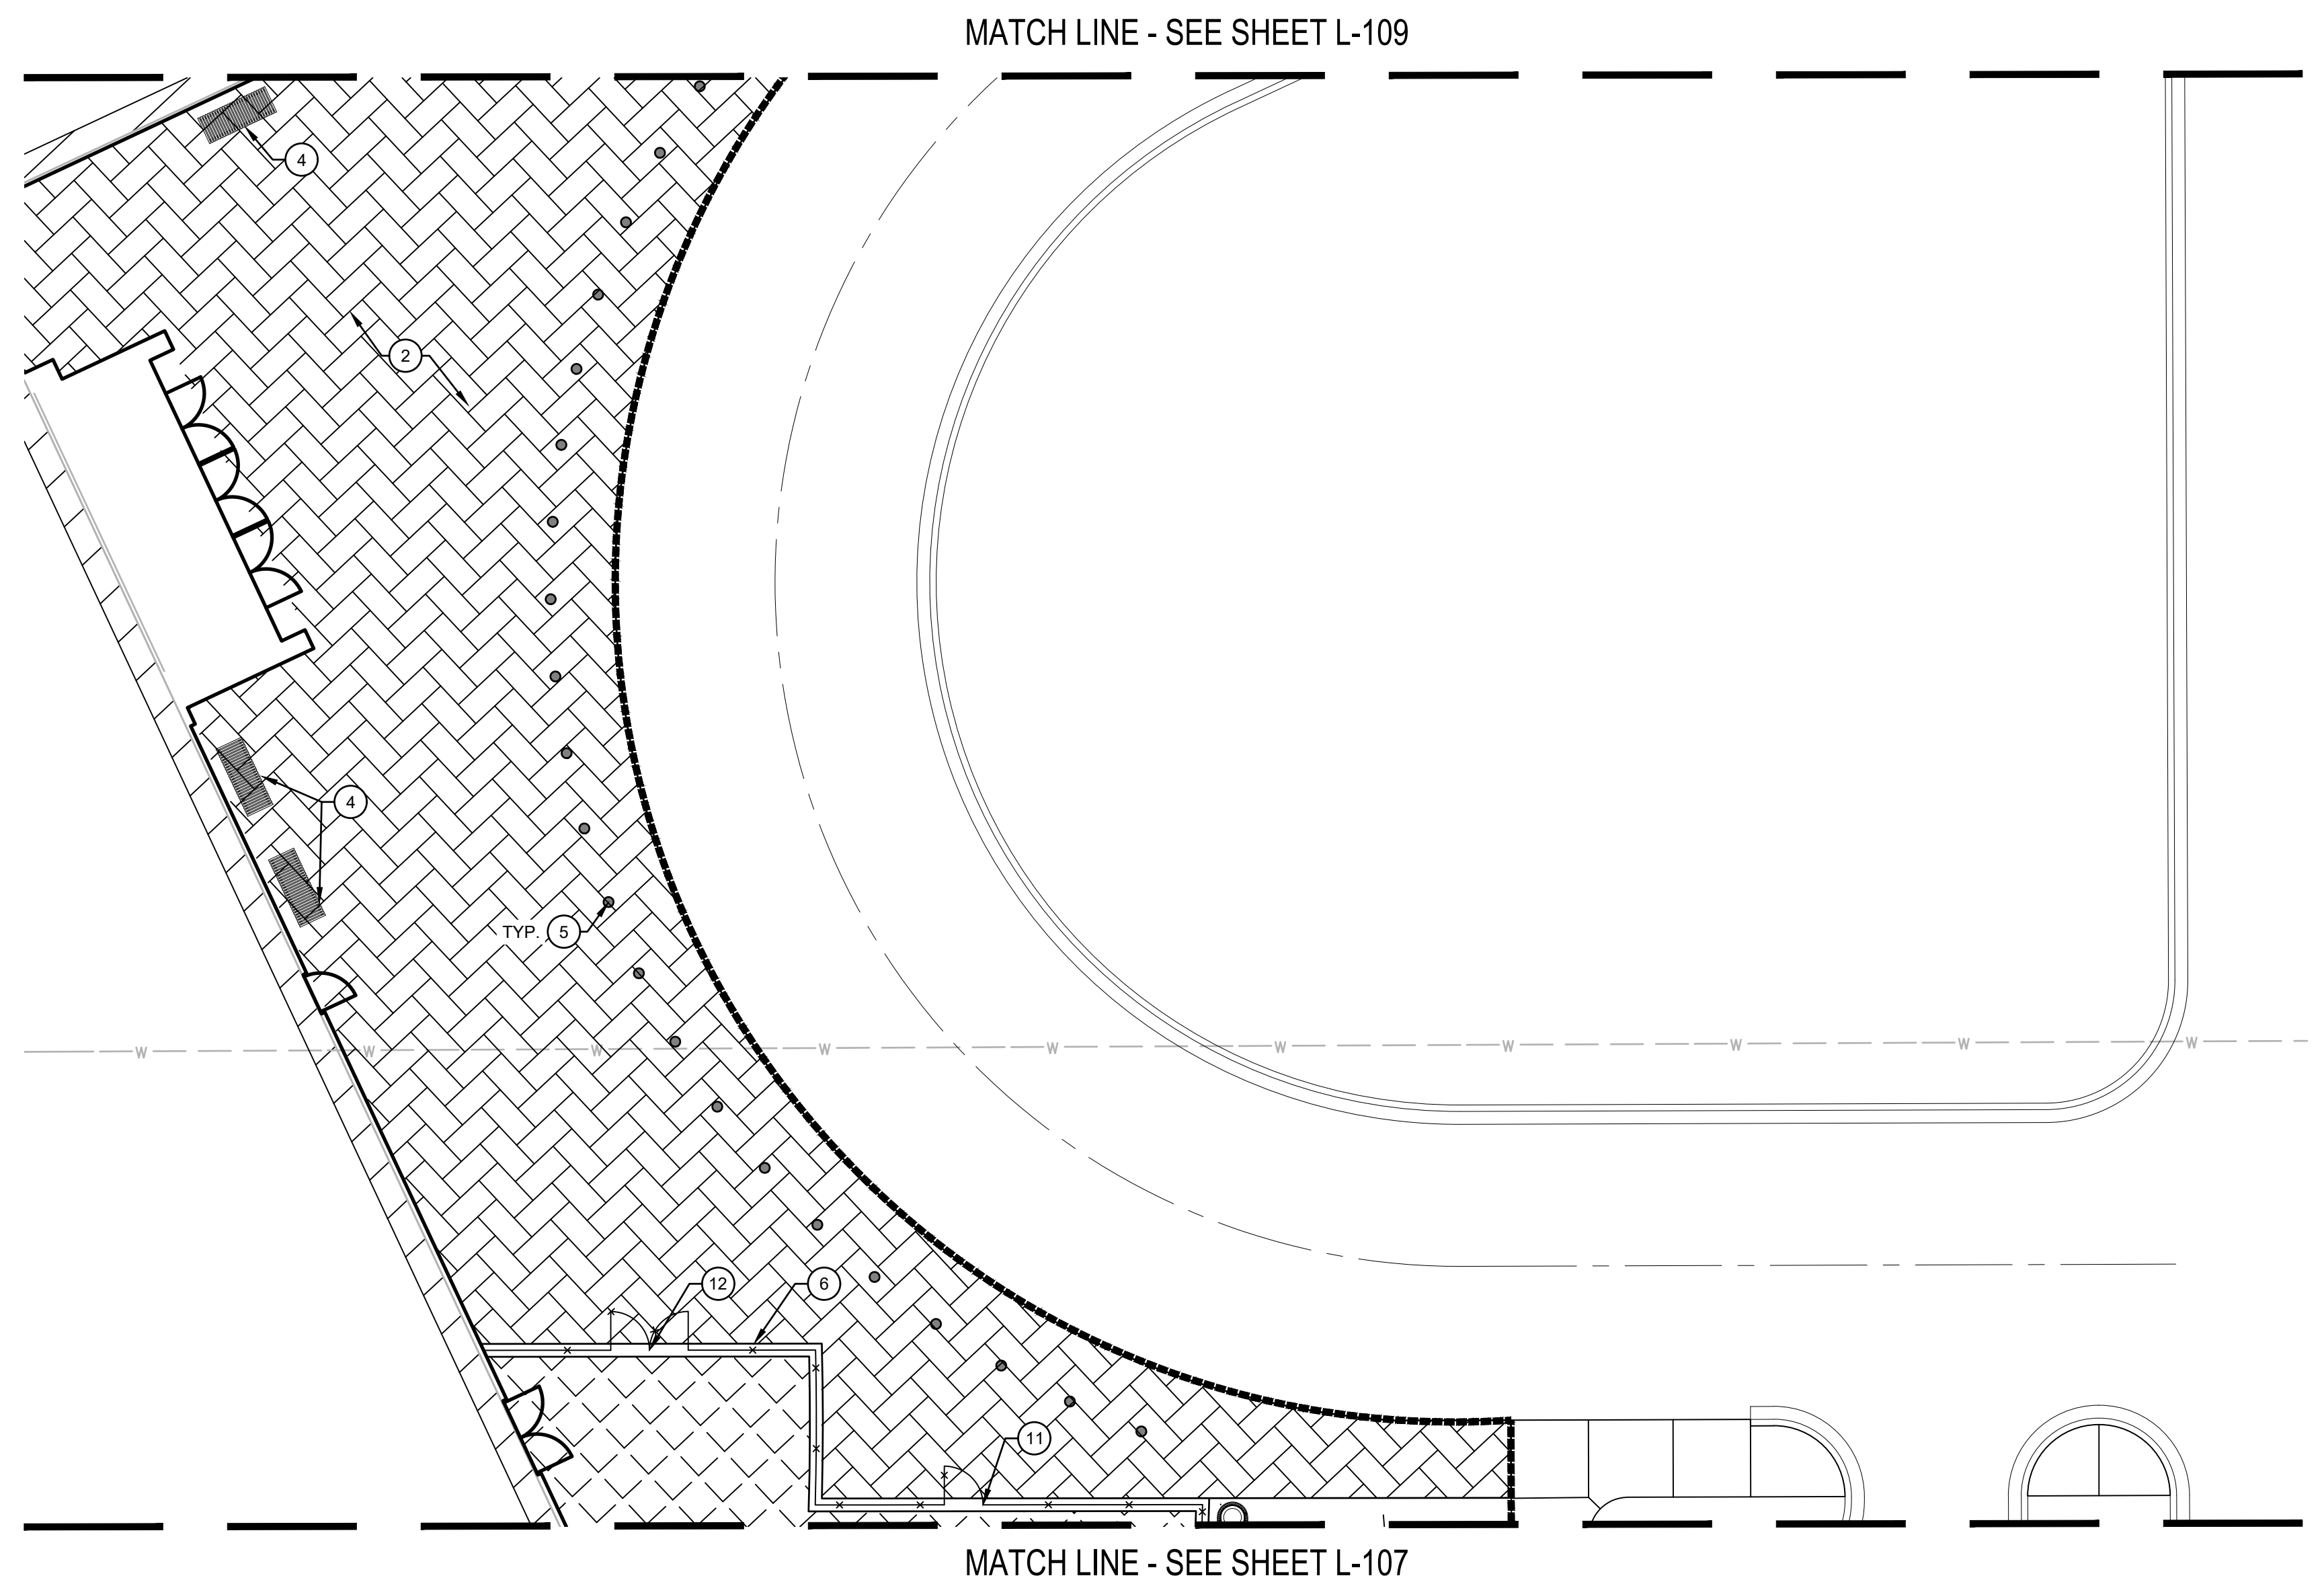 MATCH LINE - SEE SHEET L-109
4
2
4
TYP. 5
W W W W W W W W W W
12 6
11
MATCH LINE - SEE SHEET L-107